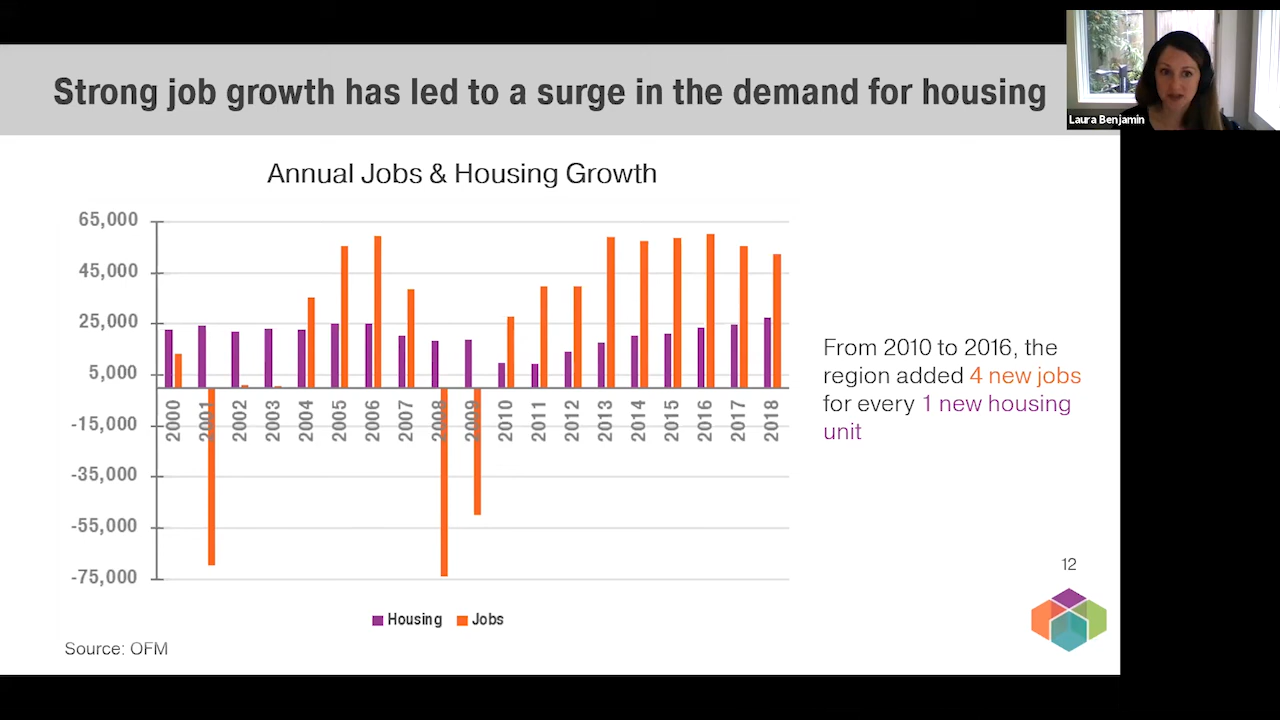 Strong job growth has led to a surge in the demand for housing
Laura Benjamin
Annual Jobs & Housing Growth
65,000
45,000
25,000
5,000
-15,000
-35,000
-55,000
-75,000
2000
2001
2002
2003
2004
2005
2006
2007
2008
2009
2010
2011
2012
2013
2014
2015
2016
2017
2018
Housing
Jobs
From 2010 to 2016, the
region added 4 new jobs
for every 1 new housing
unit
12
Source: OFM